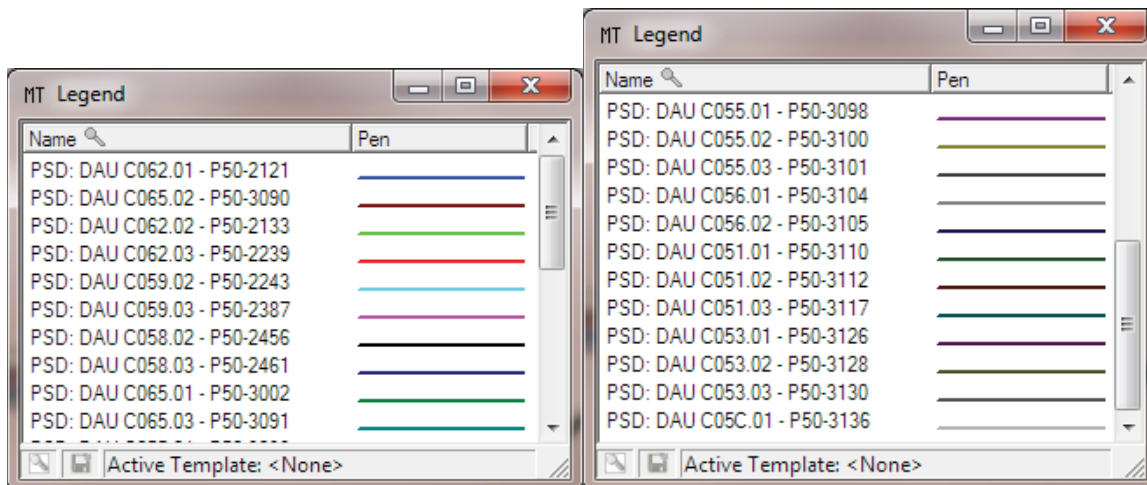 MT Legend
Name Pen
PSD: DAU C062.01 - P50-2121
PSD: DAU C065.02 - P50-3090
PSD: DAU C062.02 - P50-2133
PSD: DAU C062.03 - P50-2239
PSD: DAU C059.02 - P50-2243
PSD: DAU C059.03 - P50-2387
PSD: DAU C058.02 - P50-2456
PSD: DAU C058.03 - P50-2461
PSD: DAU C065.01 - P50-3002
PSD: DAU C065.03 - P50-3091
Active Template: <None>
MT Legend
Name Pen
PSD: DAU C055.01 - P50-3098
PSD: DAU C055.02 - P50-3100
PSD: DAU C055.03 - P50-3101
PSD: DAU C056.01 - P50-3104
PSD: DAU C056.02 - P50-3105
PSD: DAU C051.01 - P50-3110
PSD: DAU C051.02 - P50-3112
PSD: DAU C051.03 - P50-3117
PSD: DAU C053.01 - P50-3126
PSD: DAU C053.02 - P50-3128
PSD: DAU C053.03 - P50-3130
PSD: DAU C05C.01 - P50-3136
Active Template: <None>